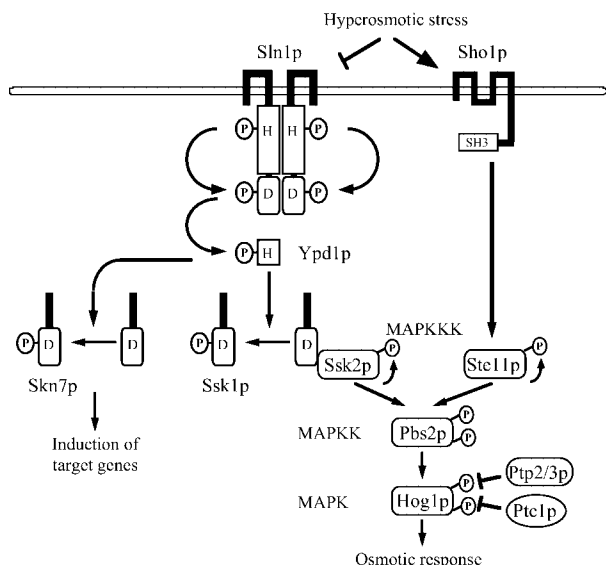 Hyperosmotic stress
Sln1p
Sho1p
P H H P
SH3
P D D P
P H Ypd1p
P D D
P D D
MAPKKK
Ssk2p P
Ste11p P
Skn7p
Ssk1p
Induction of
target genes
MAPKK
Pbs2p P
P
MAPK
Hog1p P
P
Ptp2/3p
Ptc1p
Osmotic response